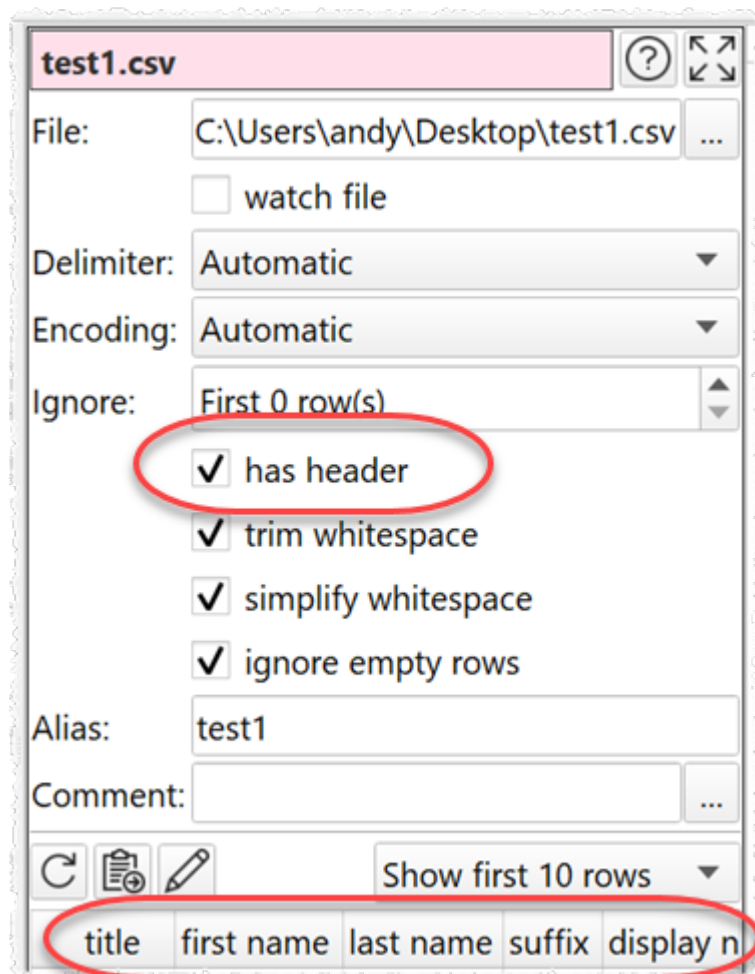 test1.csv
File: C:\Users\andy\Desktop\test1.csv ...
watch file
Delimiter: Automatic
Encoding: Automatic
Ignore: First 0 row(s)
has header
trim whitespace
simplify whitespace
ignore empty rows
Alias: test1
Comment: ...
Show first 10 rows
title first name last name suffix display n